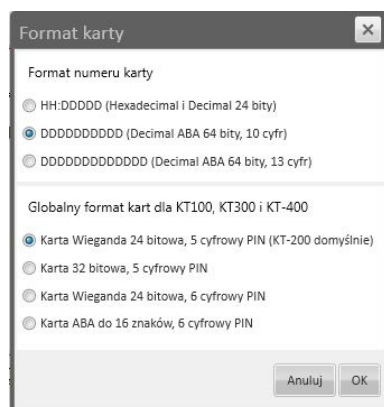 Format karty
Format numeru karty
HH:DDDDD (Hexadecimal i Decimal 24 bity)
DDDDDDDDDD (Decimal ABA 64 bity, 10 cyfr)
DDDDDDDDDDDDD (Decimal ABA 64 bity, 13 cyfr)
Globalny format kart dla KT100, KT300 i KT-400
Karta Wieganda 24 bitowa, 5 cyfrowy PIN (KT-200 domyślnie)
Karta 32 bitowa, 5 cyfrowy PIN
Karta Wieganda 24 bitowa, 6 cyfrowy PIN
Karta ABA do 16 znaków, 6 cyfrowy PIN
Anuluj OK